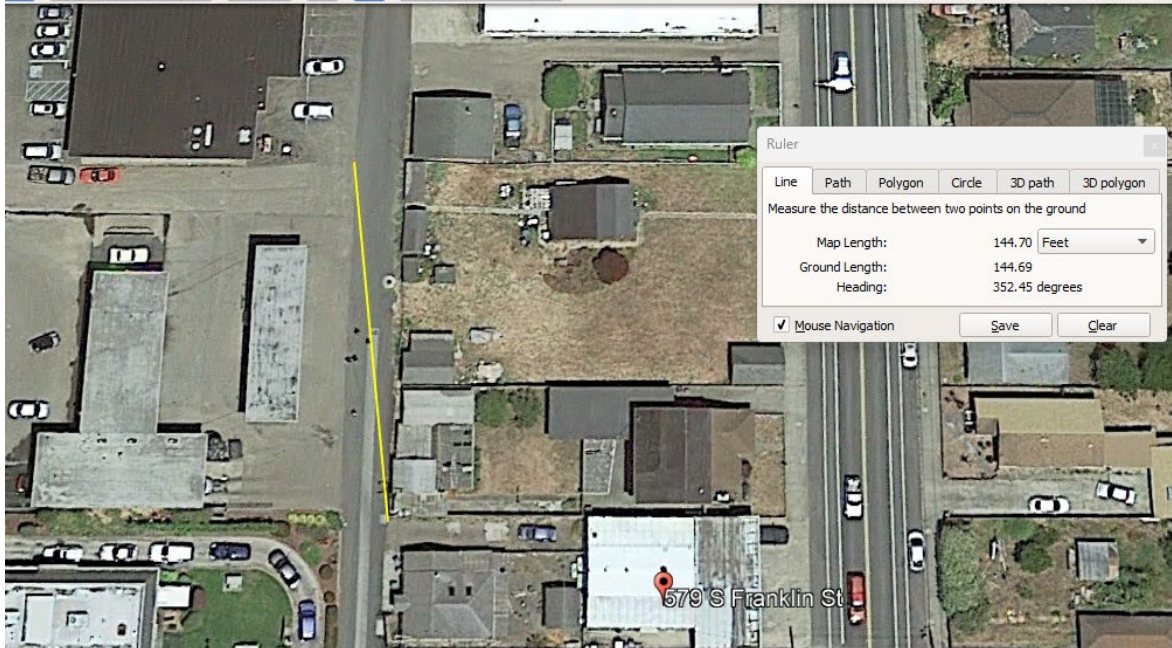 Ruler
Line Path Polygon Circle 3D path 3D polygon
Measure the distance between two points on the ground
Map Length: 144.70 Feet
Ground Length: 144.69
Heading: 352.45 degrees
Mouse Navigation Save Clear
579 S Franklin St